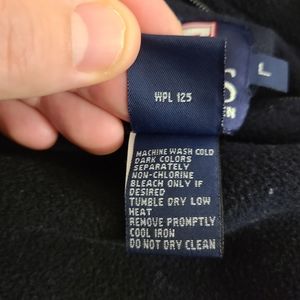 WPL 125
L
MACHINE WASH COLD
DARK COLORS
SEPARATELY
NON-CHLORINE
BLEACH ONLY IF
DESIRED
TUMBLE DRY LOW
HEAT
REMOVE PROMPTLY
COOL IRON
DO NOT DRY CLEAN